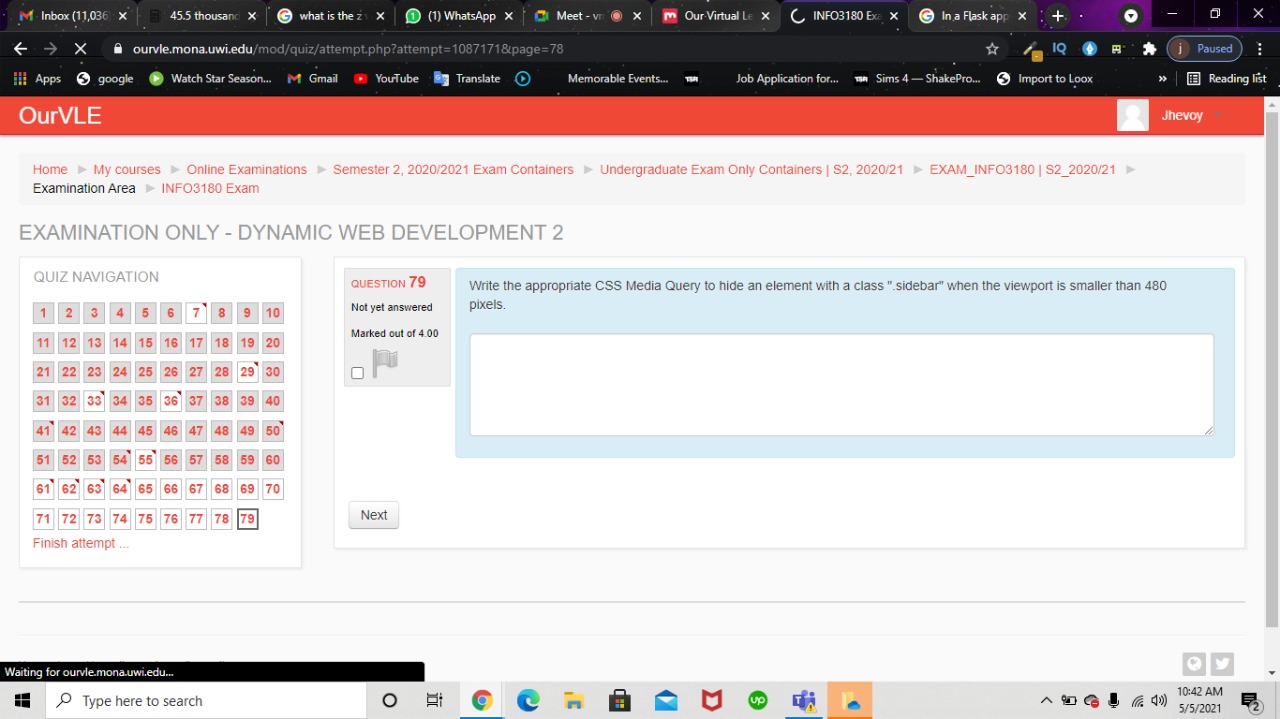 Inbox (11,036)
45.5 thousand
what is the z v
(1) WhatsApp
Meet - vm
Our Virtual Le
INFO3180 Exa
In a Flask app
ourvle.mona.uwi.edu/mod/quiz/attempt.php?attempt=1087171&page=78
IQ
j Paused
Apps
google
Watch Star Season...
Gmail
YouTube
Translate
Memorable Events...
Job Application for...
Sims 4 — ShakePro...
Import to Loox
»
Reading list
OurVLE
Jhevoy
Home ► My courses ► Online Examinations ► Semester 2, 2020/2021 Exam Containers ► Undergraduate Exam Only Containers | S2, 2020/21 ► EXAM_INFO3180 | S2_2020/21 ►
Examination Area ► INFO3180 Exam
EXAMINATION ONLY - DYNAMIC WEB DEVELOPMENT 2
QUIZ NAVIGATION
1 2 3 4 5 6 7 8 9 10
11 12 13 14 15 16 17 18 19 20
21 22 23 24 25 26 27 28 29 30
31 32 33 34 35 36 37 38 39 40
41 42 43 44 45 46 47 48 49 50
51 52 53 54 55 56 57 58 59 60
61 62 63 64 65 66 67 68 69 70
71 72 73 74 75 76 77 78 79
Finish attempt ...
QUESTION 79
Not yet answered
Marked out of 4.00
Write the appropriate CSS Media Query to hide an element with a class ".sidebar" when the viewport is smaller than 480
pixels.
Next
Waiting for ourvle.mona.uwi.edu...
Type here to search
up
10:42 AM
5/5/2021
2